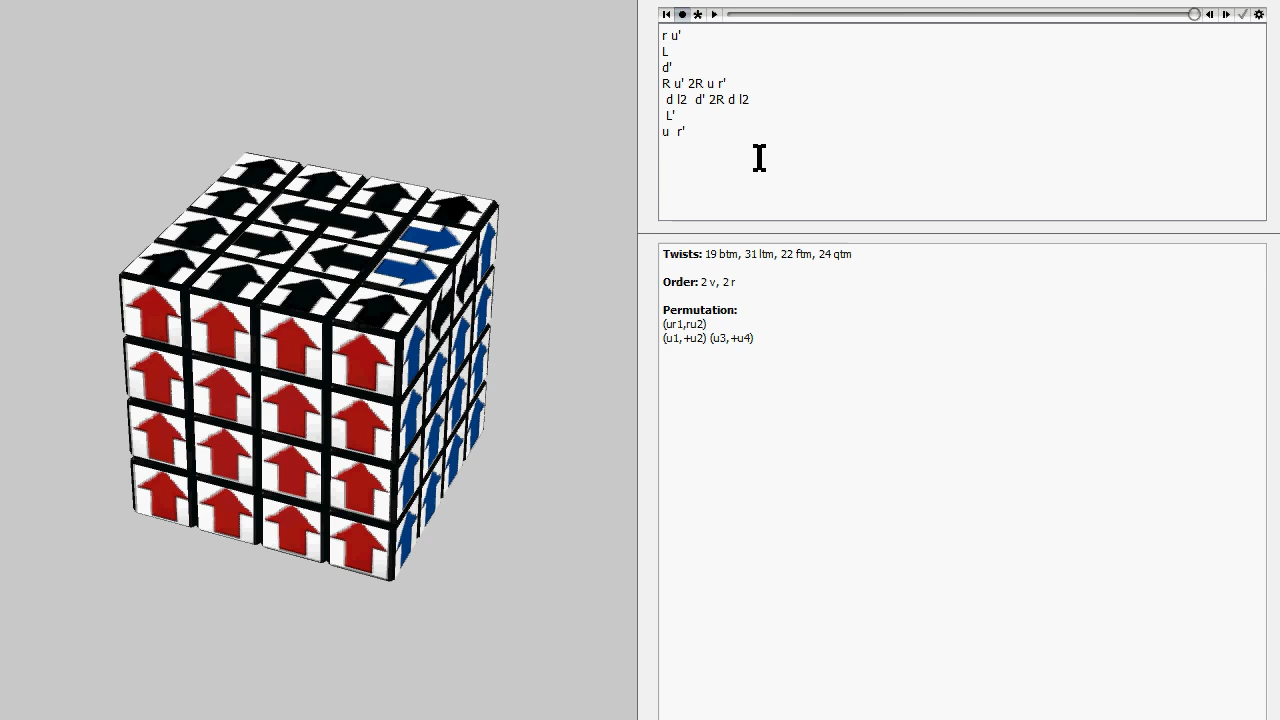 r u'
L
d'
R u' 2R u r'
d l2 d' 2R d l2
L'
u r'
Twists: 19 btm, 31 ltm, 22 ftm, 24 qtm
Order: 2 v, 2 r
Permutation:
(ur1,ru2)
(u1,+u2) (u3,+u4)